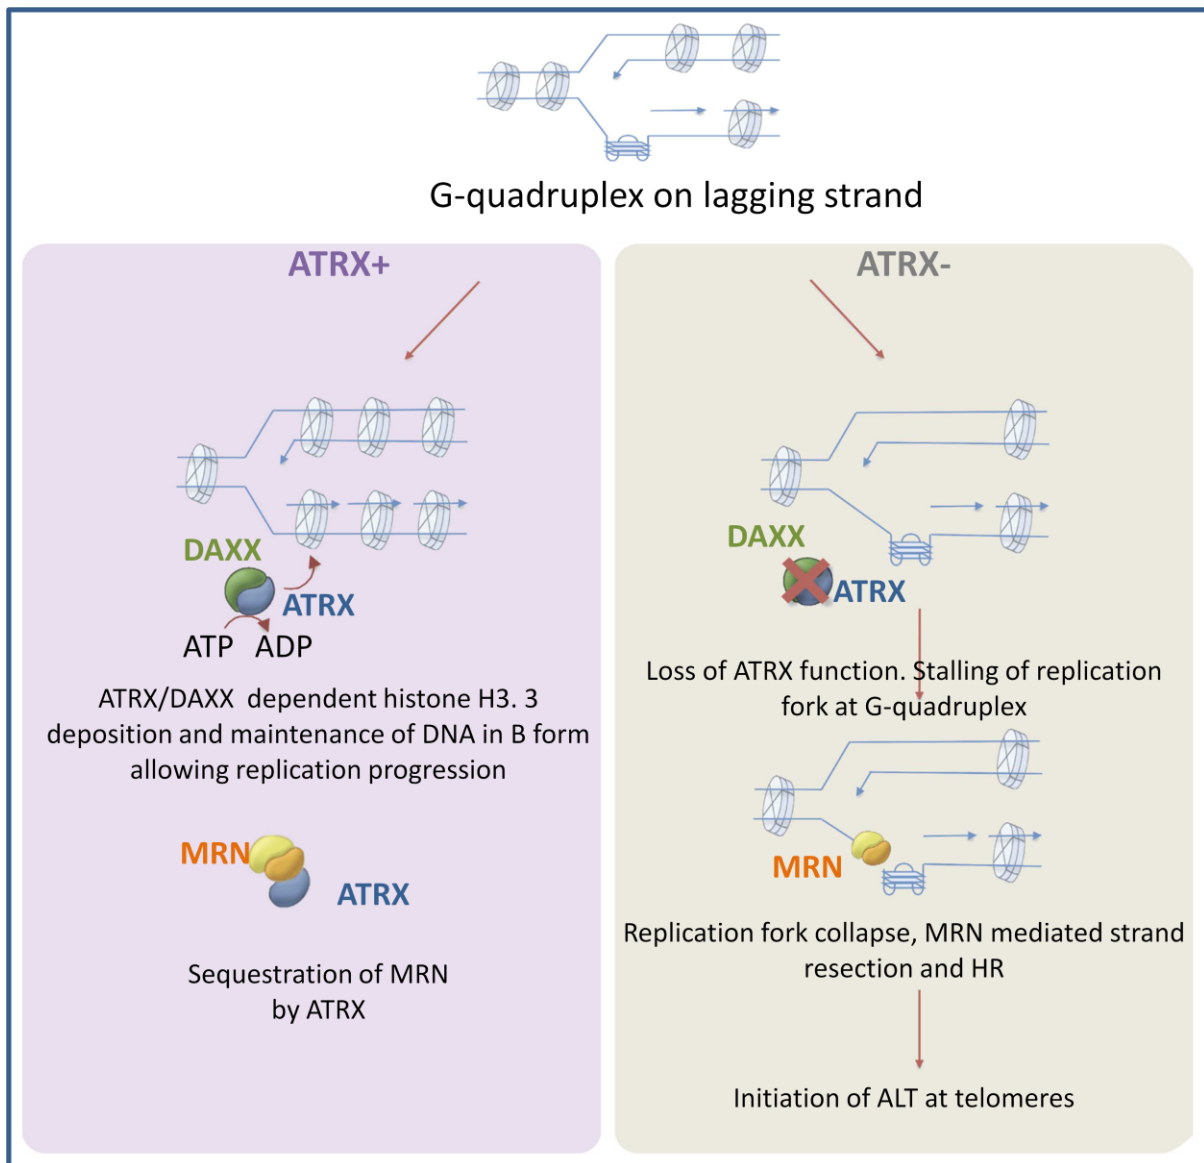 G-quadruplex on lagging strand
ATRX+
DAXX
ATRX
ATP ADP
ATRX/DAXX dependent histone H3. 3
deposition and maintenance of DNA in B form
allowing replication progression
MRN
ATRX
Sequestration of MRN
by ATRX
ATRX-
DAXX
ATRX
Loss of ATRX function. Stalling of replication
fork at G-quadruplex
MRN
Replication fork collapse, MRN mediated strand
resection and HR
Initiation of ALT at telomeres